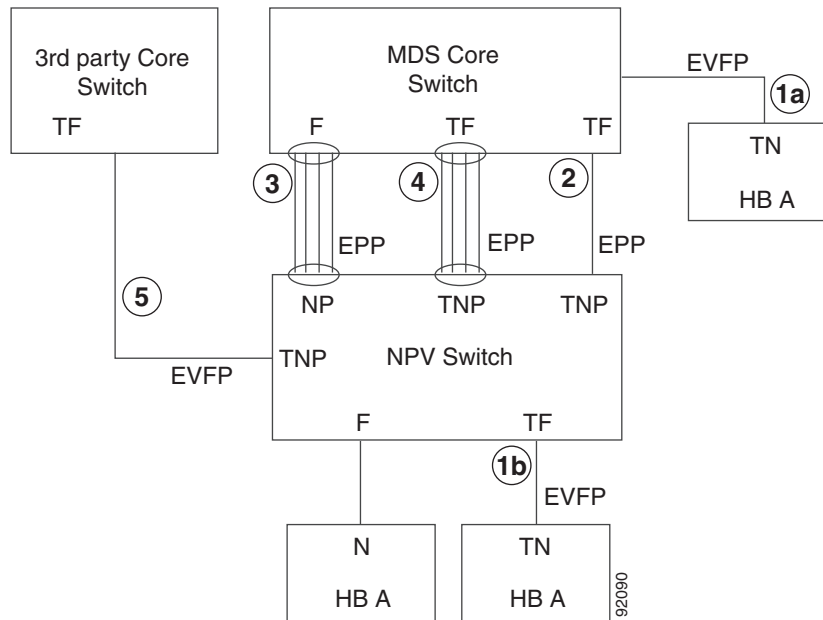 3rd party Core
Switch
TF
MDS Core
Switch
F
TF
TF
EVFP
1a
TN
HB A
3
4
2
EPP
EPP
EPP
5
NP
TNP
TNP
EVFP
TNP
NPV Switch
F
TF
1b
EVFP
N
HB A
TN
HB A
92090